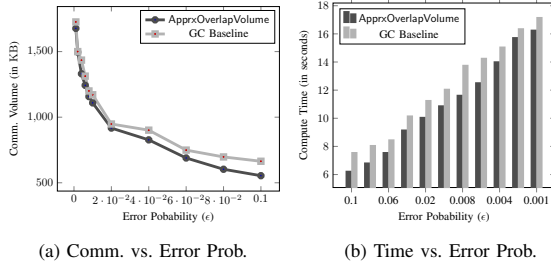 ApprxOverlapVolume
GC Baseline
Comm. Volume (in KB)
1,500
1,000
500
0
2 · 10−2
4 · 10−2
6 · 10−2
8 · 10−2
0.1
Error Pobability (ϵ)
(a) Comm. vs. Error Prob.
ApprxOverlapVolume
GC Baseline
Compute Time (in seconds)
18
16
14
12
10
8
6
0.1
0.06
0.02
0.008
0.004
0.001
Error Pobability (ϵ)
(b) Time vs. Error Prob.